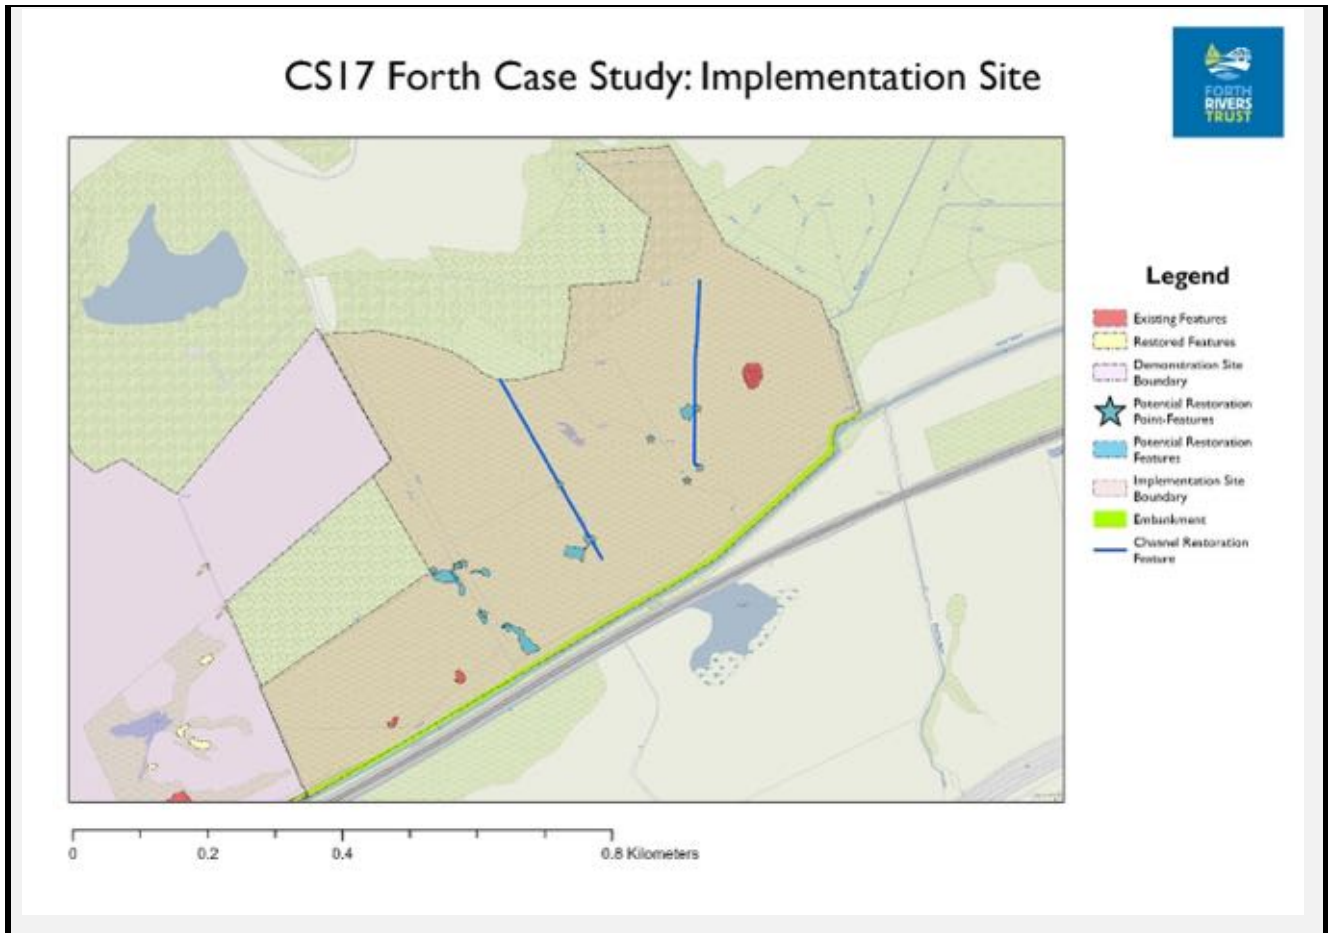 CS17 Forth Case Study: Implementation Site
FORTH
RIVERS
TRUST
Legend
Existing Features
Restored Features
Demonstration Site
Boundary
Potential Restoration
Point-Features
Potential Restoration
Features
Implementation Site
Boundary
Embankment
Channel Restoration
Feature
0 0.2 0.4 0.8 Kilometers